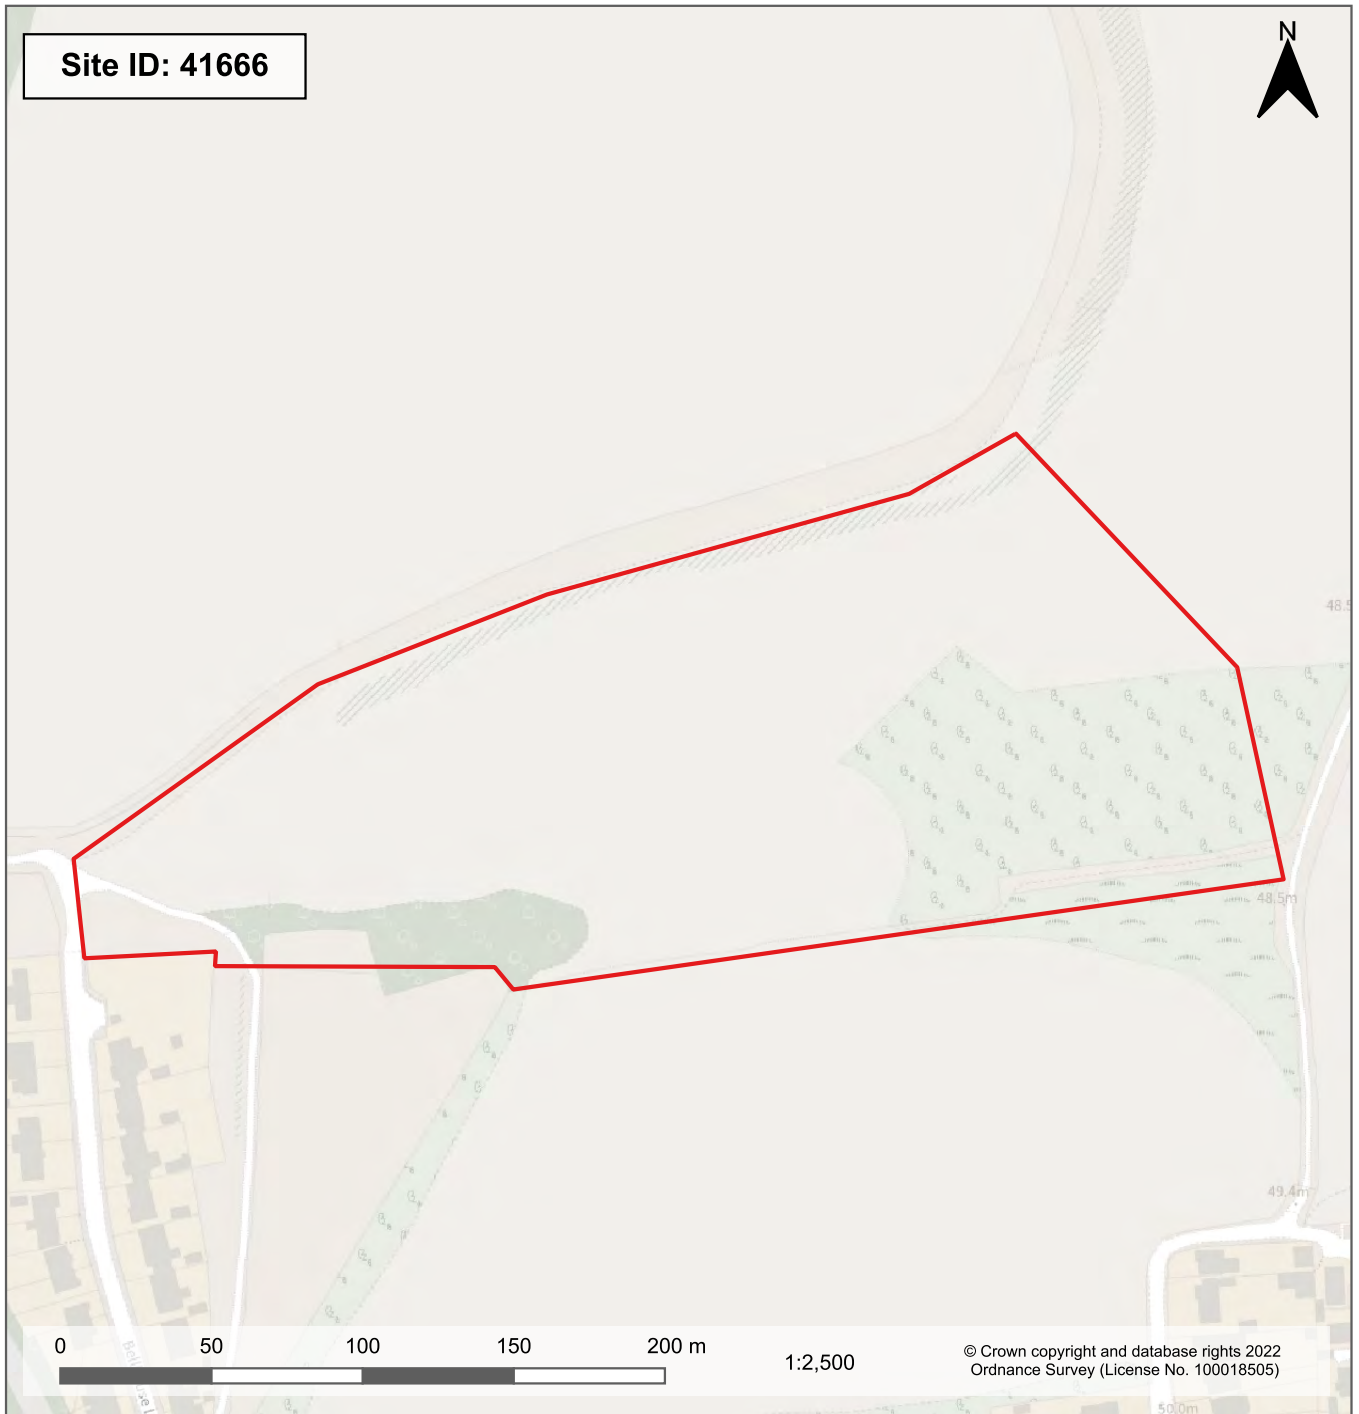 Site ID: 41666
N
48.5
48.5m
49.4m
0 50 100 150 200 m
1:2,500
© Crown copyright and database rights 2022
Ordnance Survey (License No. 100018505)
50.0m